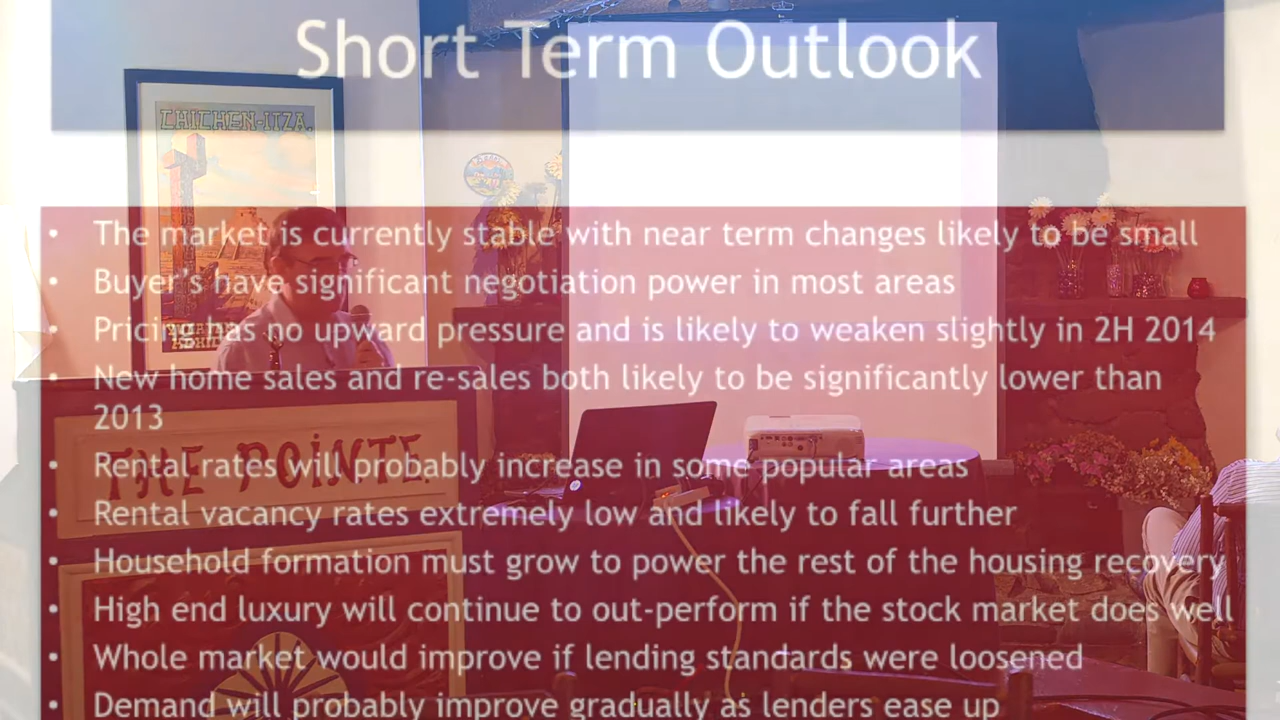 Short Term Outlook
CHICHEN-ITZA.
• The market is currently stable with near term changes likely to be small
• Buyer's have significant negotiation power in most areas
• Pricing has no upward pressure and is likely to weaken slightly in 2H 2014
• New home sales and re-sales both likely to be significantly lower than
2013
THE POINTE
• Rental rates will probably increase in some popular areas
• Rental vacancy rates extremely low and likely to fall further
• Household formation must grow to power the rest of the housing recovery
• High end luxury will continue to out-perform if the stock market does well
• Whole market would improve if lending standards were loosened
• Demand will probably improve gradually as lenders ease up